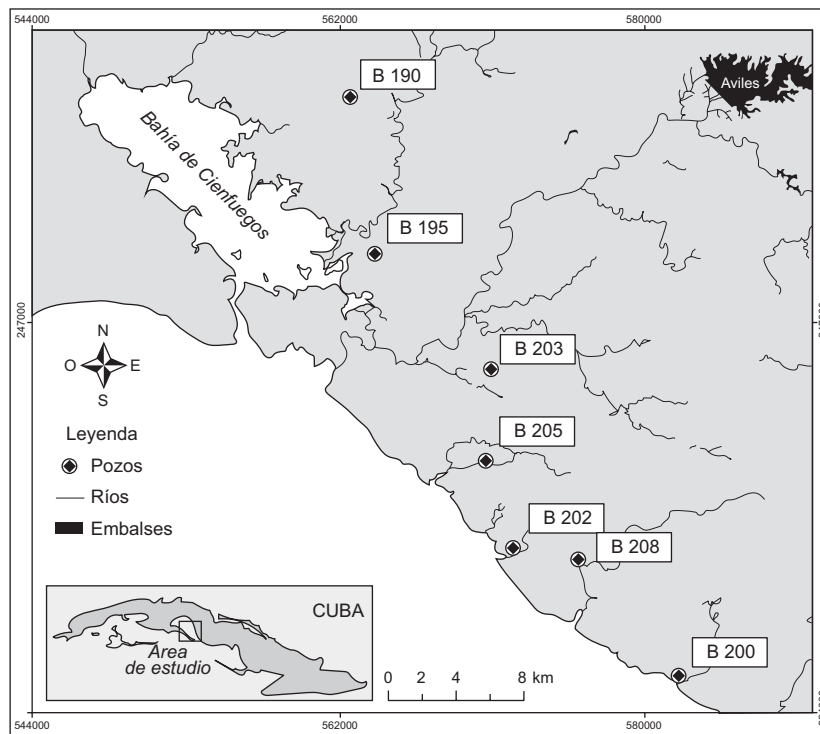 544000
562000
580000
B 190
Aviles
Bahía de
Cienfuegos
B 195
247000
N
O
E
S
B 203
Leyenda
Pozos
Ríos
Embalses
B 205
B 202
B 208
CUBA
Área
de estudio
0 2 4 8 km
B 200
544000
562000
580000